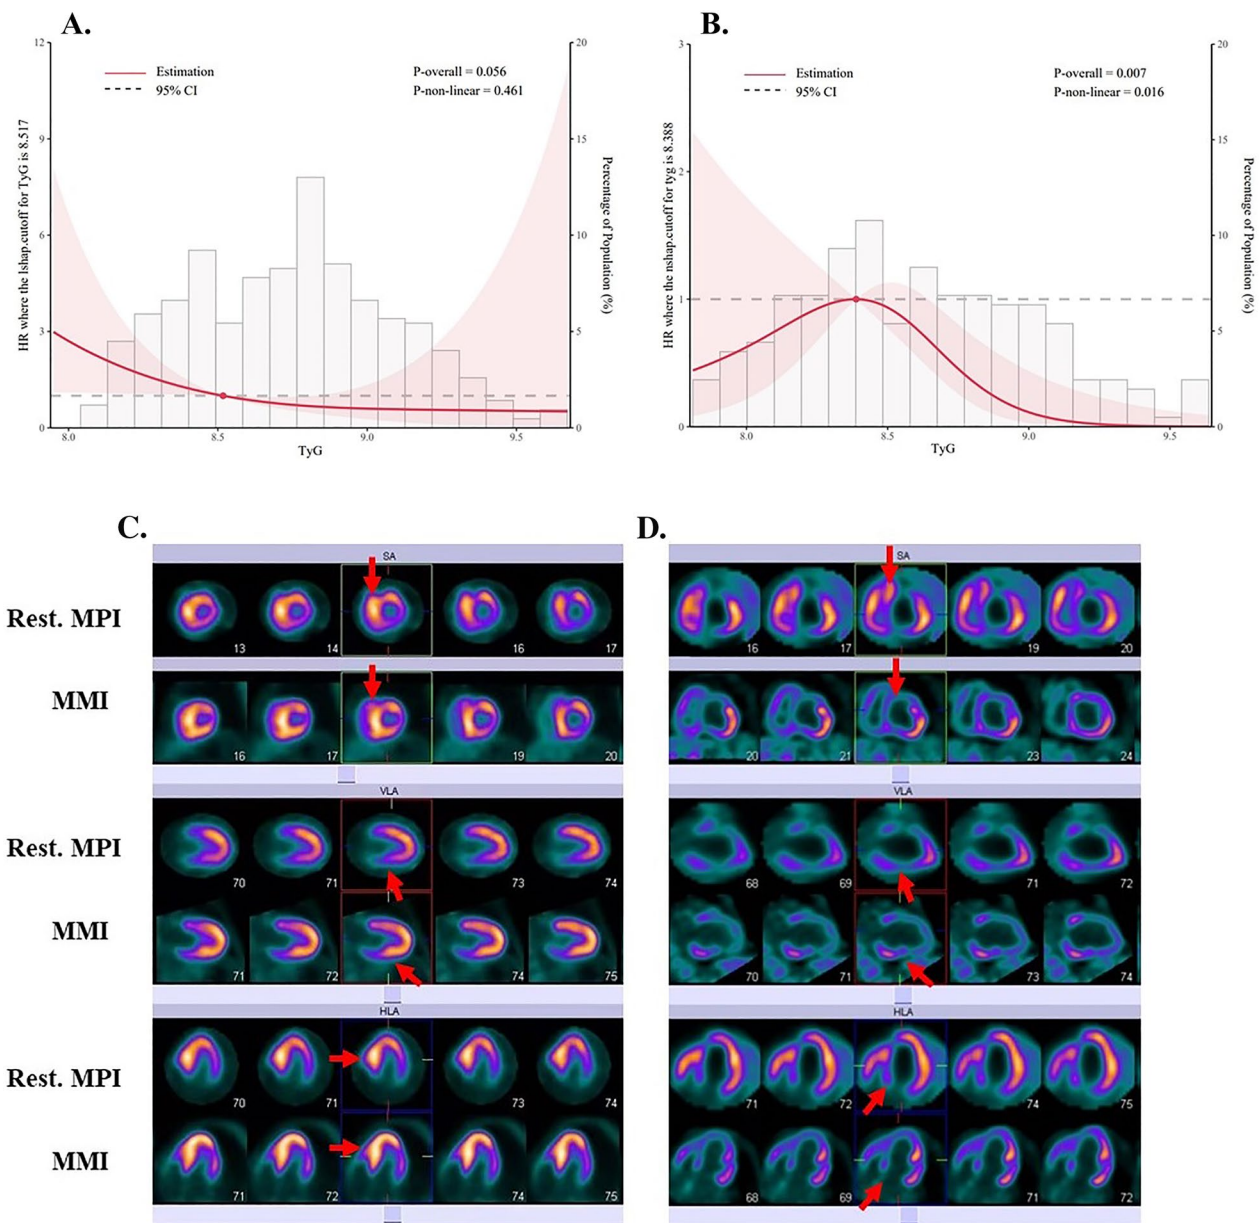 A.
12
9
6
3
0
HR where the lshap.cutoff for TyG is 8.517
Estimation
95% CI
P-overall = 0.056
P-non-linear = 0.461
20
15
10
5
0
Percentage of Population (%)
8.0 8.5 9.0 9.5
TyG
B.
3
2
1
0
HR where the nshap.cutoff for tyg is 8.388
Estimation
95% CI
P-overall = 0.007
P-non-linear = 0.016
20
15
10
5
0
Percentage of Population (%)
8.0 8.5 9.0 9.5
TyG
C.
SA
Rest. MPI
13 14 16 17
MMI
16 17 19 20
VLA
Rest. MPI
70 71 73 74
MMI
71 72 74 75
HLA
Rest. MPI
70 71 73 74
MMI
71 72 74 75
D.
SA
16 17 19 20
20 21 23 24
VLA
68 69 71 72
70 71 73 74
HLA
71 72 74 75
68 69 71 72